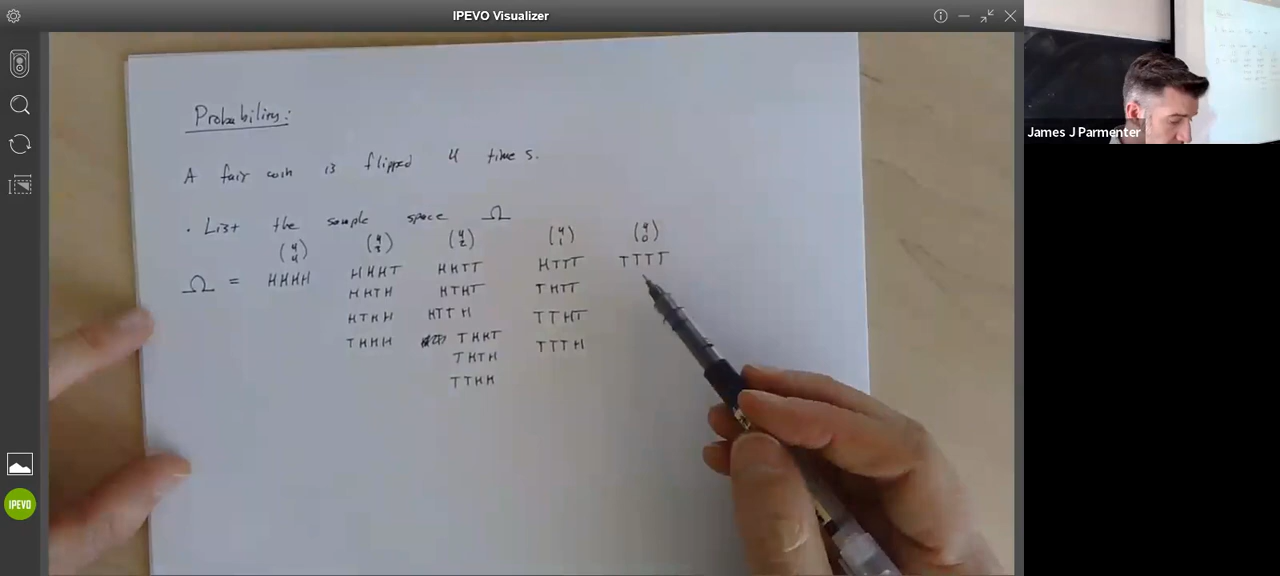 IPEVO Visualizer
James J Parmenter
Probability:
A fair coin is flipped 4 times.
· List the sample space Ω
(4 4) (4 3) (4 2) (4 1) (4 0)
Ω = HHHH HHHT HHTT HTTT TTTT
HHTH HTHT THTT
HTHH HTTH TTHT
THHH THHT TTTH
THTH
TTHH
IPEVO